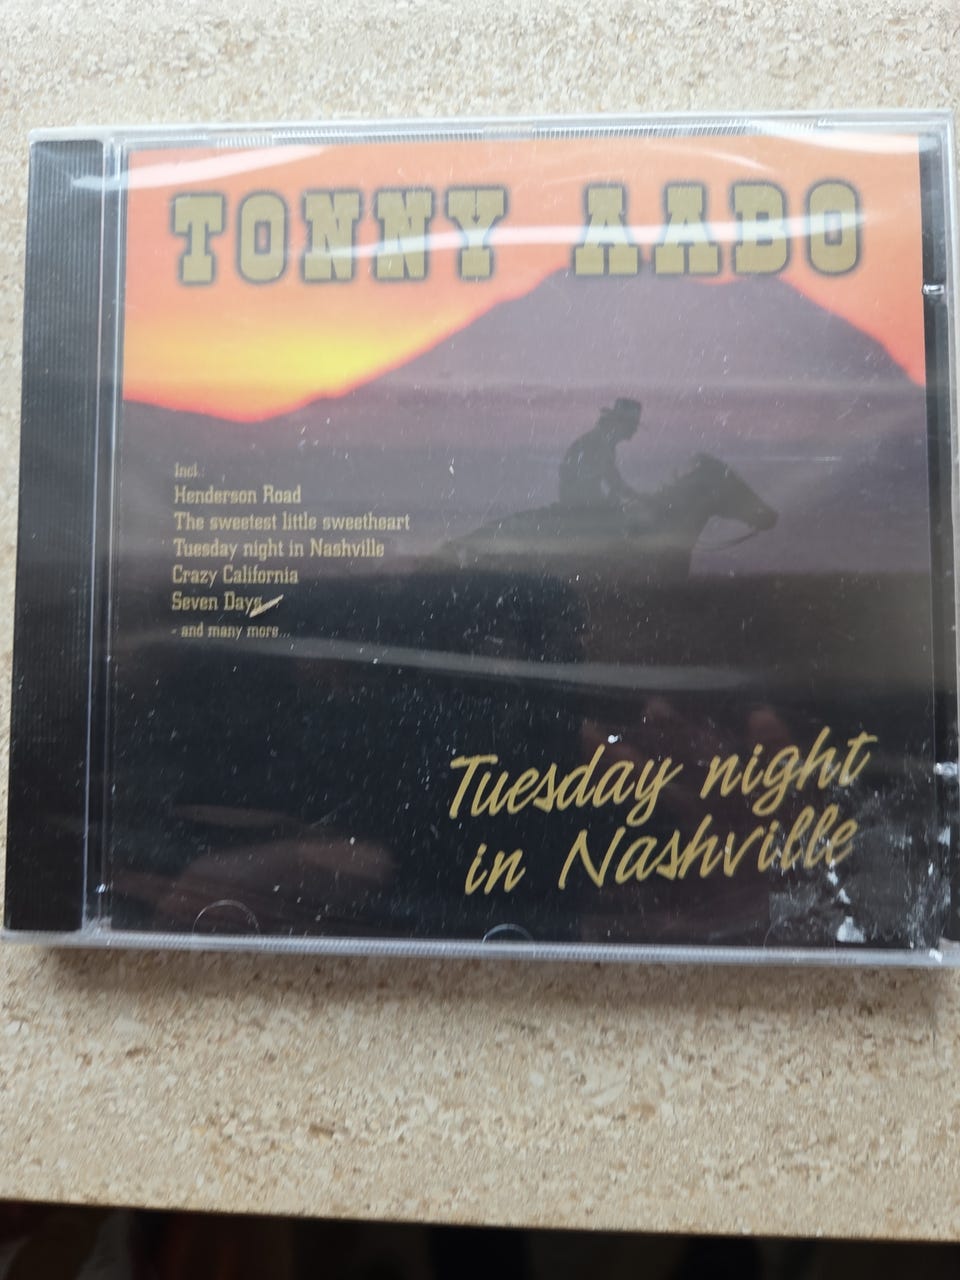 TONNY AABO
Incl.:
Henderson Road
The sweetest little sweetheart
Tuesday night in Nashville
Crazy California
Seven Days
- and many more...
Tuesday night
in Nashville